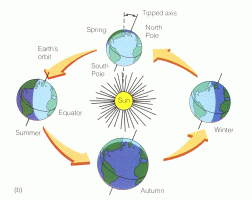 Tipped axis
Spring
North
Pole
Earth's
orbit
South
Pole
Sun
Equator
Summer
Winter
Autumn
(b)